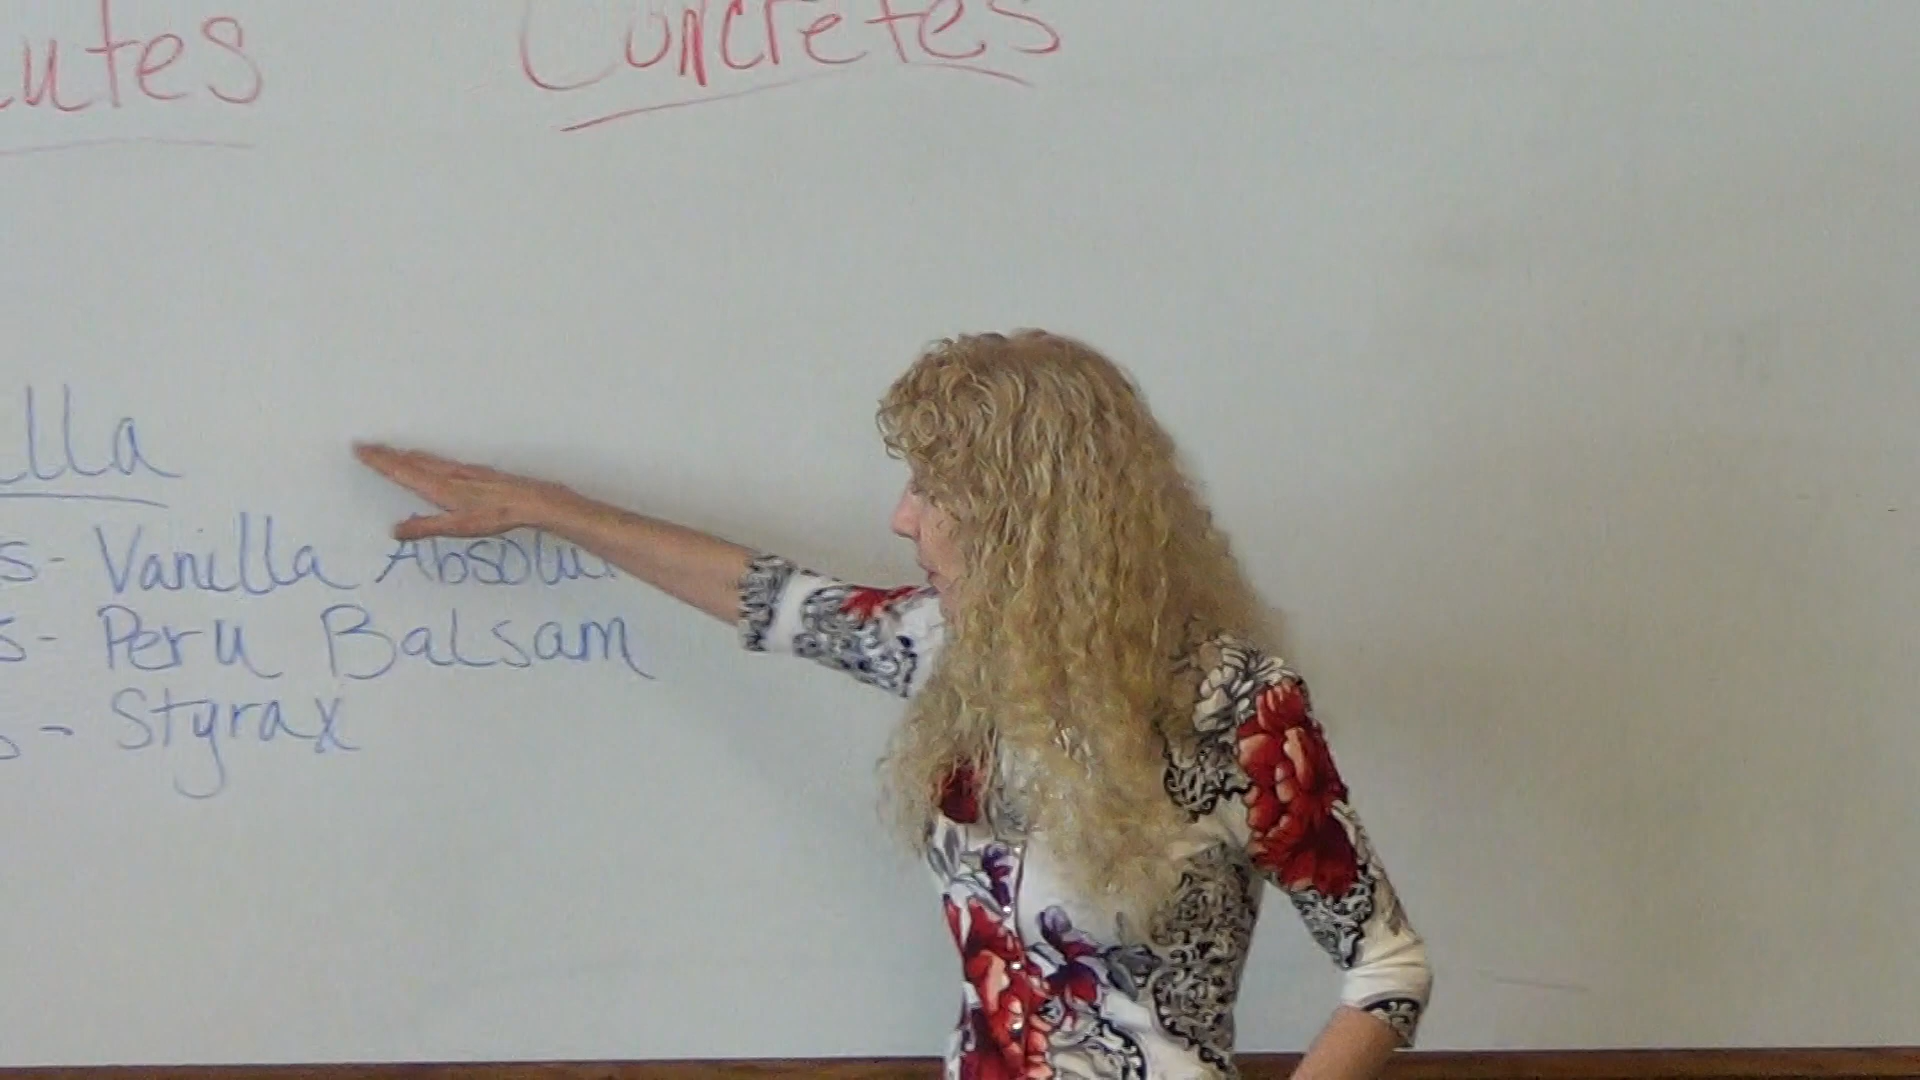 utes Concretes
lla
s- Vanilla Absolu
s- Peru Balsam
s- Styrax